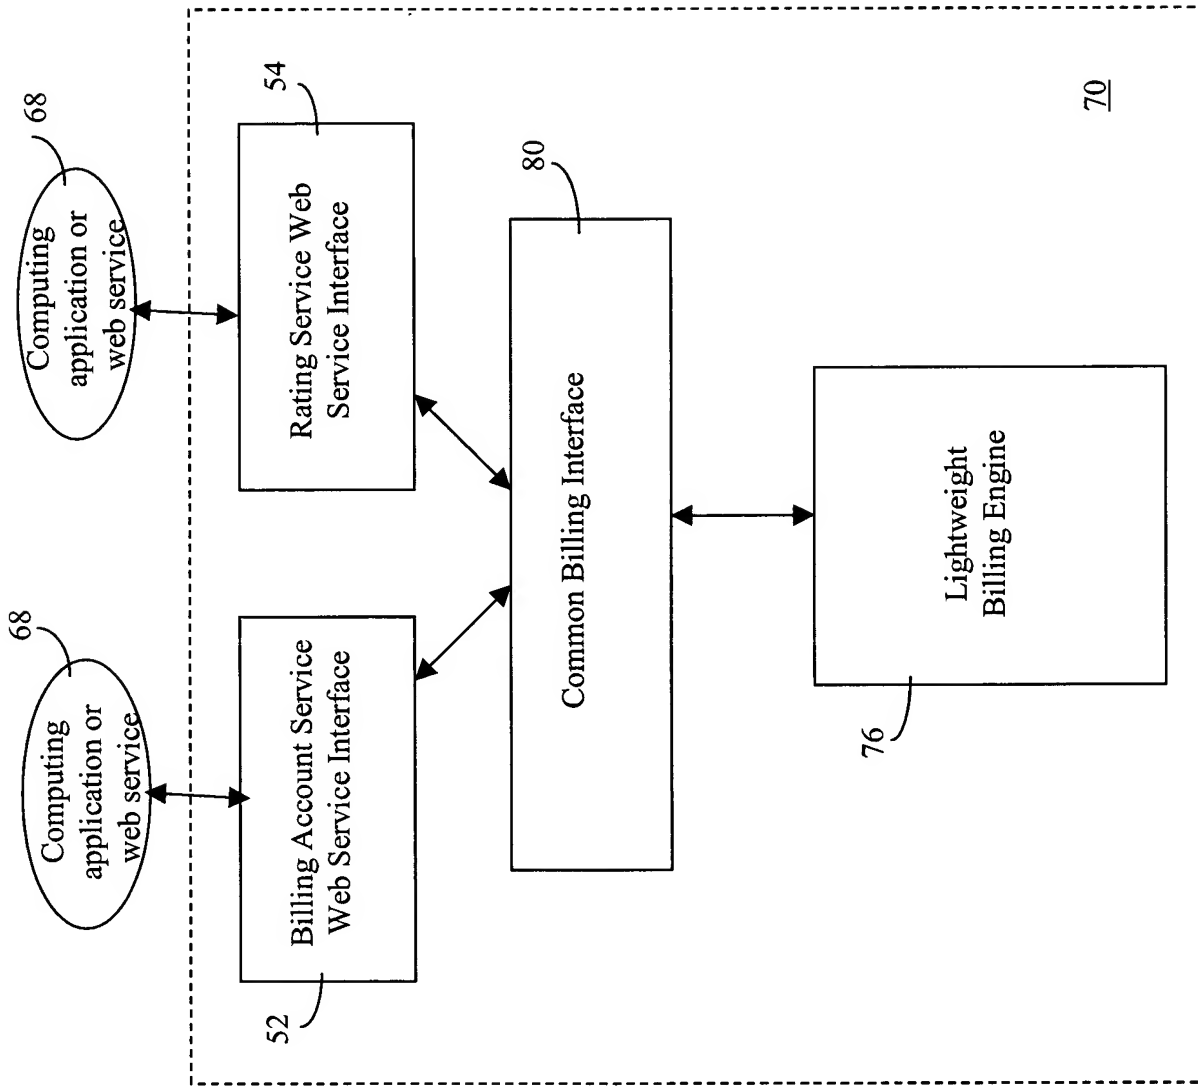 68
Computing
application or
web service
68
Computing
application or
web service
52
Billing Account Service
Web Service Interface
54
Rating Service Web
Service Interface
80
Common Billing Interface
76
Lightweight
Billing Engine
70